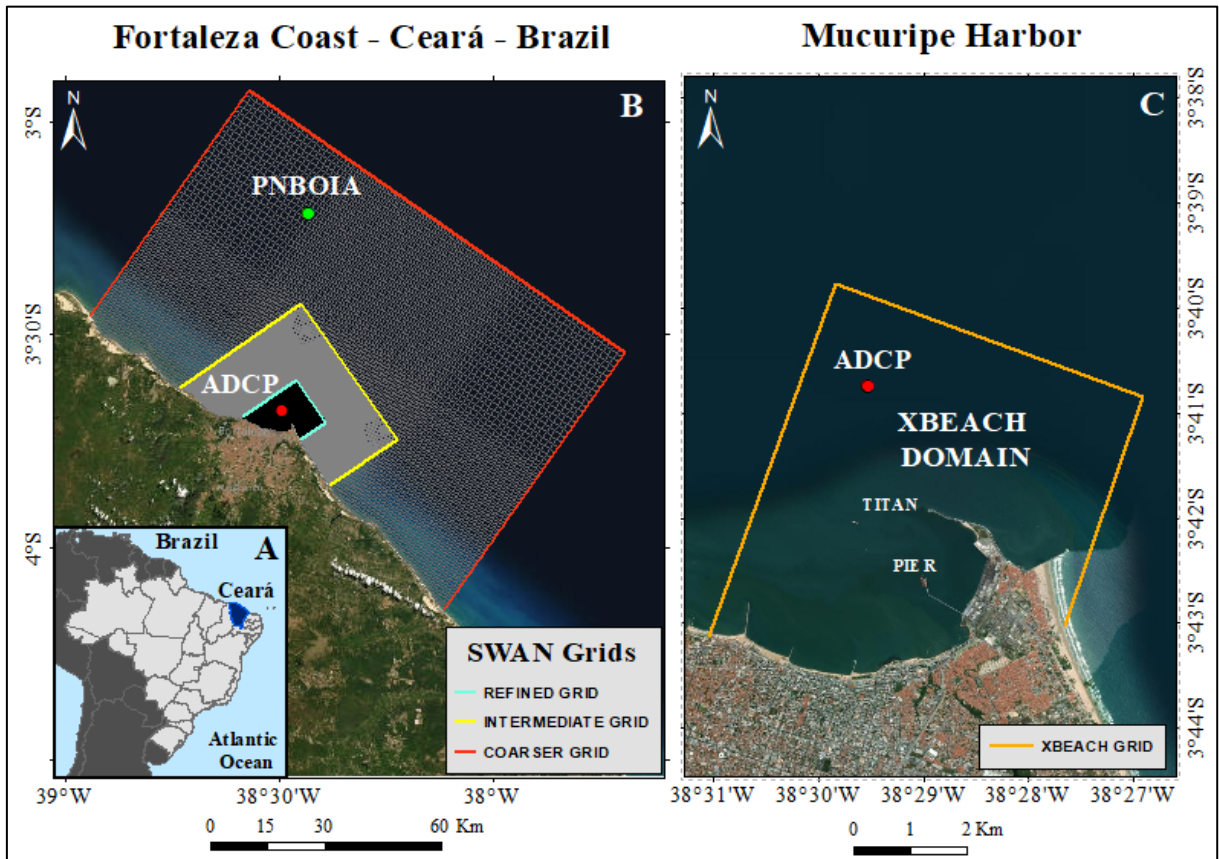 Fortaleza Coast - Ceará - Brazil
Mucuripe Harbor
N
B
3°S
3°30'S
4°S
PNBOIA
ADCP
A
Brazil
Ceará
Atlantic
Ocean
SWAN Grids
REFINED GRID
INTERMEDIATE GRID
COARSER GRID
39°W
38°30'W
38°W
0 15 30 60 Km
N
C
ADCP
XBEACH
DOMAIN
TITAN
PIER
XBEACH GRID
3°38'S
3°39'S
3°40'S
3°41'S
3°42'S
3°43'S
3°44'S
38°31'W 38°30'W 38°29'W 38°28'W 38°27'W
0 1 2 Km